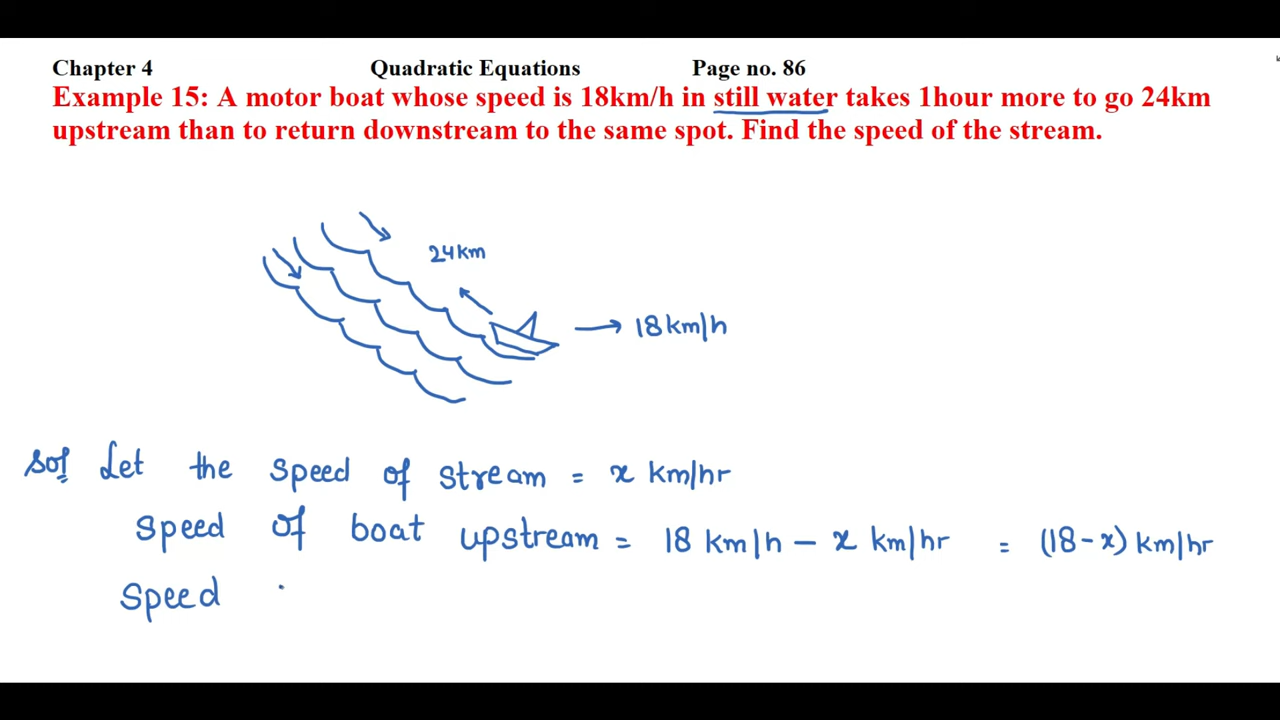 Chapter 4 Quadratic Equations Page no. 86
Example 15: A motor boat whose speed is 18km/h in still water takes 1hour more to go 24km
upstream than to return downstream to the same spot. Find the speed of the stream.
24km
18km/h
Sol Let the speed of stream = x km/hr
Speed of boat upstream = 18 km/h - x km/hr = (18-x) km/hr
Speed